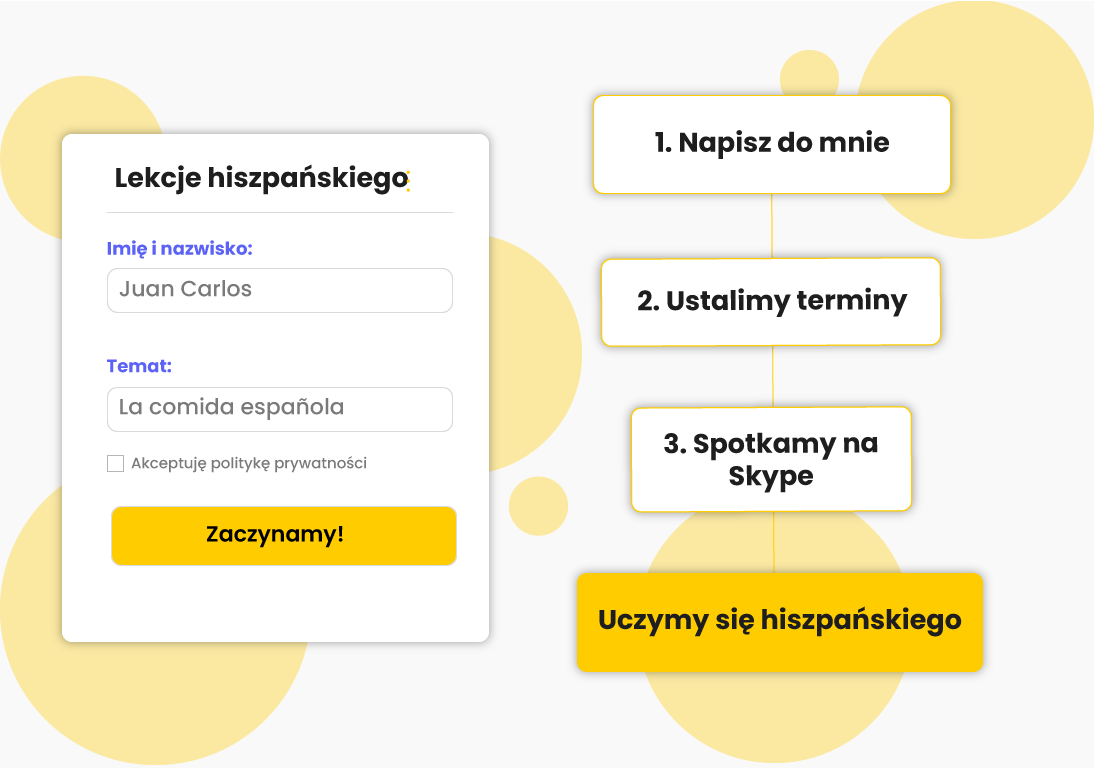 Lekcje hiszpańskiego
Imię i nazwisko:
Juan Carlos
Temat:
La comida española
Akceptuję politykę prywatności
Zaczynamy!
1. Napisz do mnie
2. Ustalimy terminy
3. Spotkamy na
Skype
Uczymy się hiszpańskiego